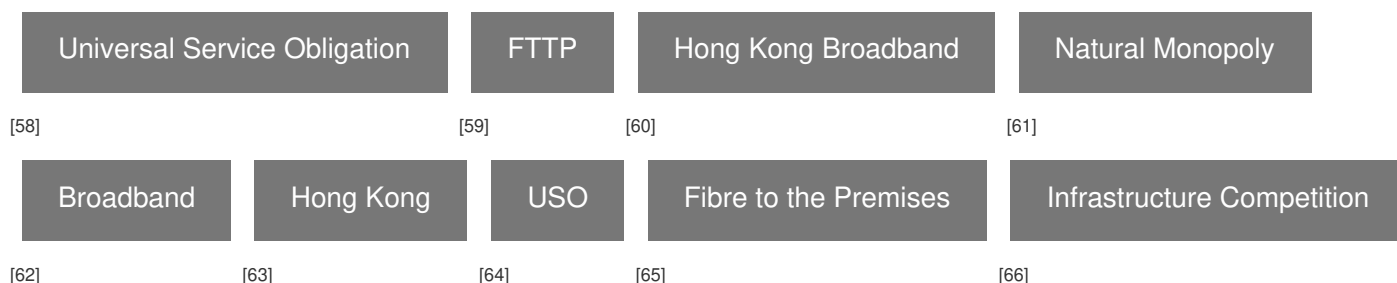 Universal Service Obligation FTTP Hong Kong Broadband Natural Monopoly
[58] [59] [60] [61]
Broadband Hong Kong USO Fibre to the Premises Infrastructure Competition
[62] [63] [64] [65] [66]